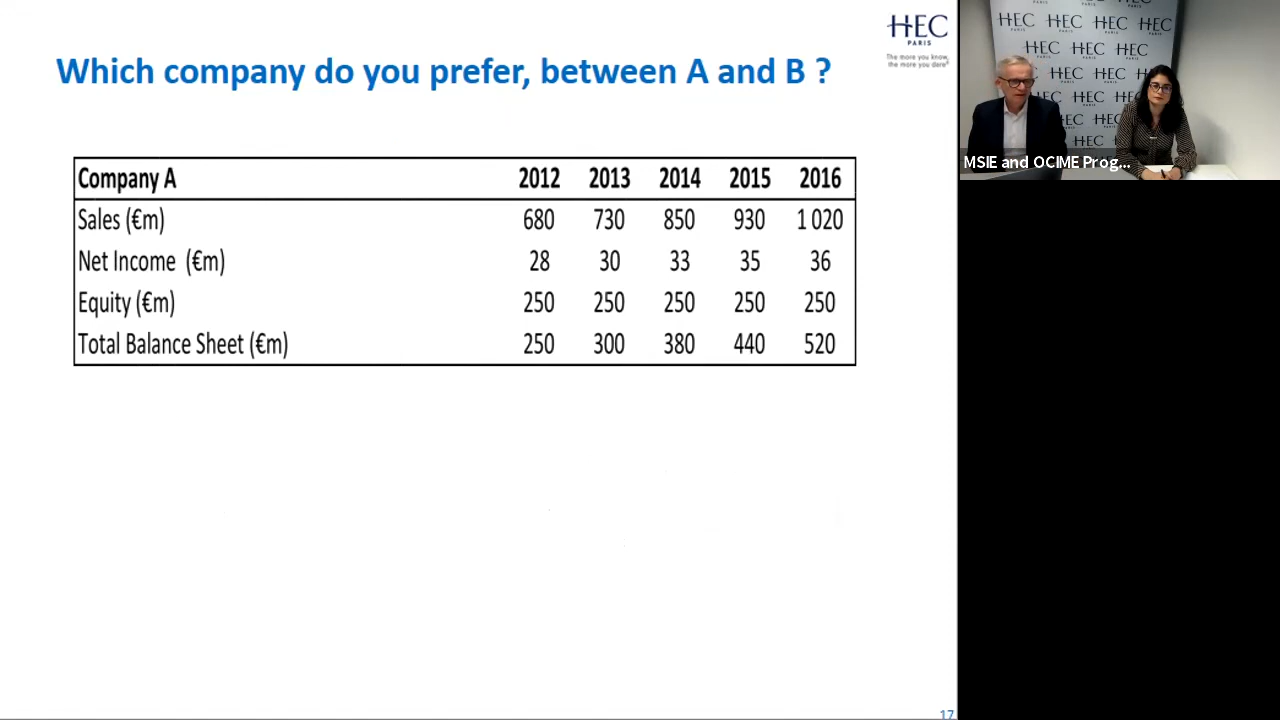 HEC
PARIS
The more you know,
the more you dare®
Which company do you prefer, between A and B ?
Company A 2012 2013 2014 2015 2016
Sales (€m) 680 730 850 930 1 020
Net Income (€m) 28 30 33 35 36
Equity (€m) 250 250 250 250 250
Total Balance Sheet (€m) 250 300 380 440 520
17
HEC HEC HEC HEC
PARIS
HEC HEC HEC
HEC HEC
HEC HEC
HEC
MSIE and OCIME Prog...